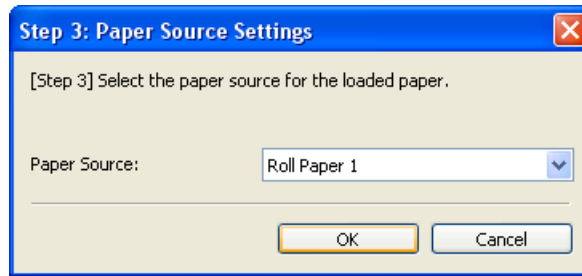 Step 3: Paper Source Settings
[Step 3] Select the paper source for the loaded paper.
Paper Source: Roll Paper 1
OK Cancel